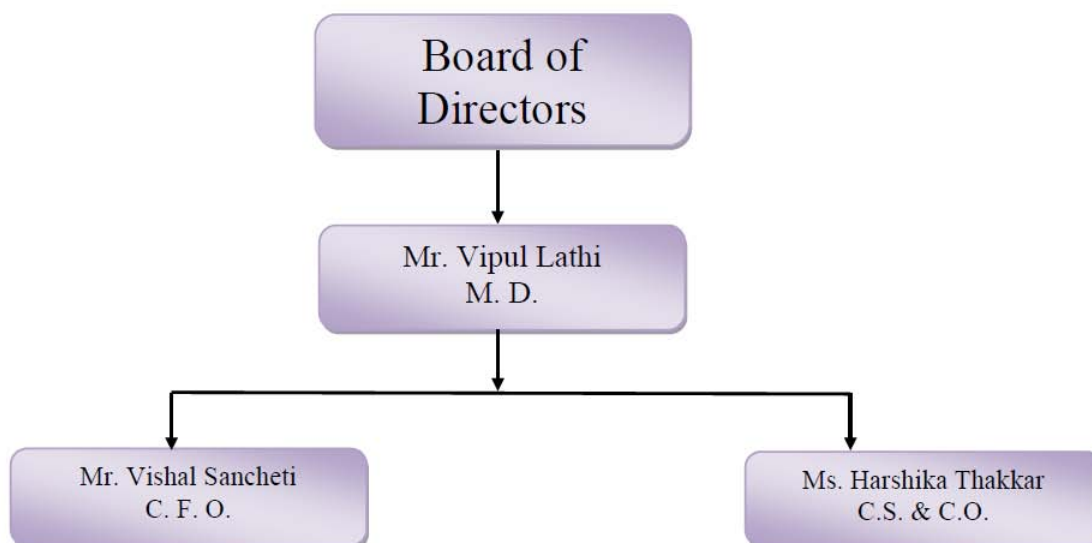 Board of
Directors
Mr. Vipul Lathi
M. D.
Mr. Vishal Sancheti
C. F. O.
Ms. Harshika Thakkar
C.S. & C.O.